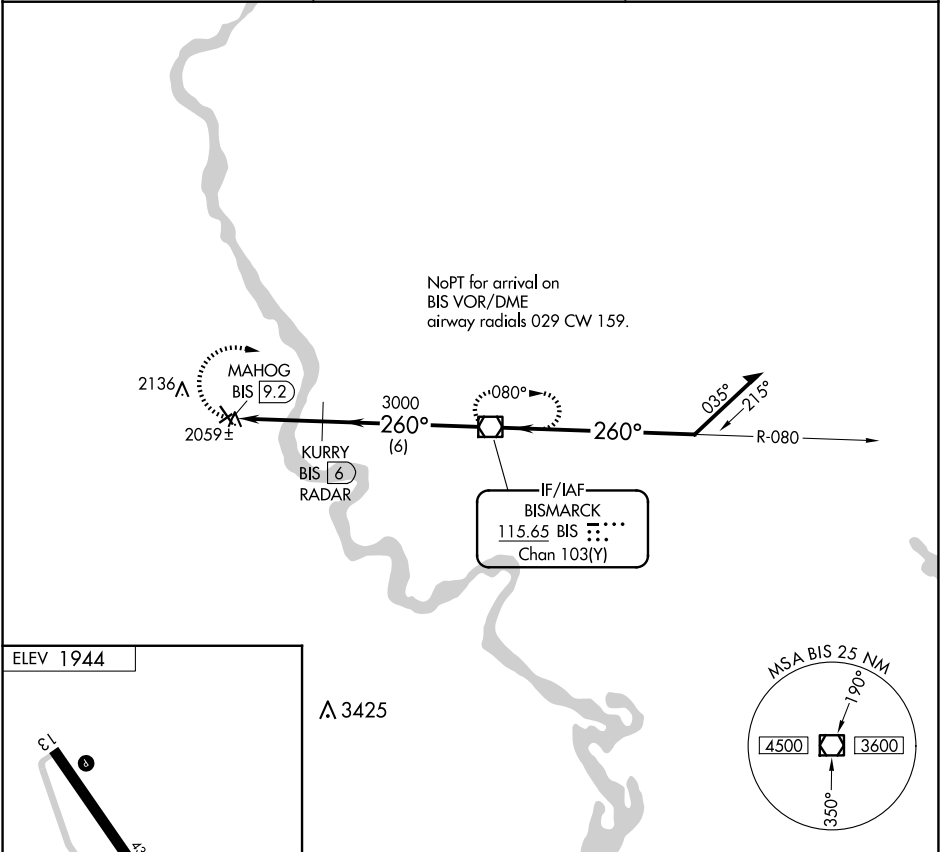 NoPT for arrival on
BIS VOR/DME
airway radials 029 CW 159.
2136
MAHOG
BIS 9.2
2059±
3000
260°
(6)
KURRY
BIS 6
RADAR
080°
260°
035°
215°
R-080
IF/IAF
BISMARCK
115.65 BIS
Chan 103(Y)
ELEV 1944
13
P
3425
MSA BIS 25 NM
190°
4500
3600
350°